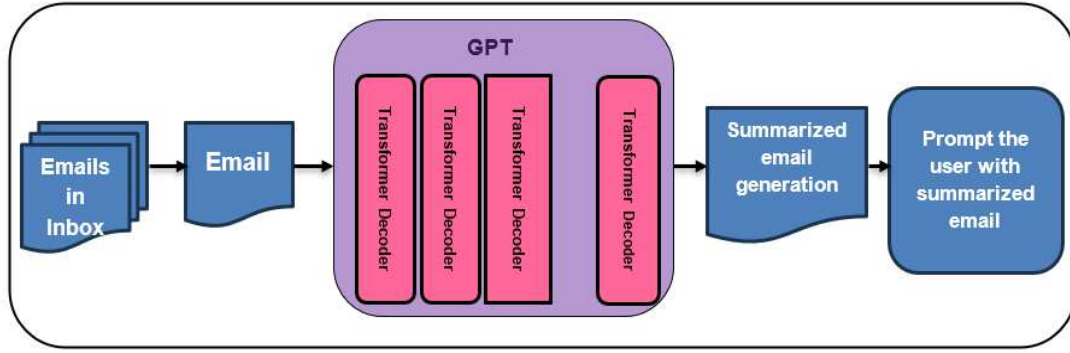 Emails
in
Inbox
Email
GPT
Transformer Decoder
Transformer Decoder
Transformer Decoder
Transformer Decoder
Summarized
email
generation
Prompt the
user with
summarized
email